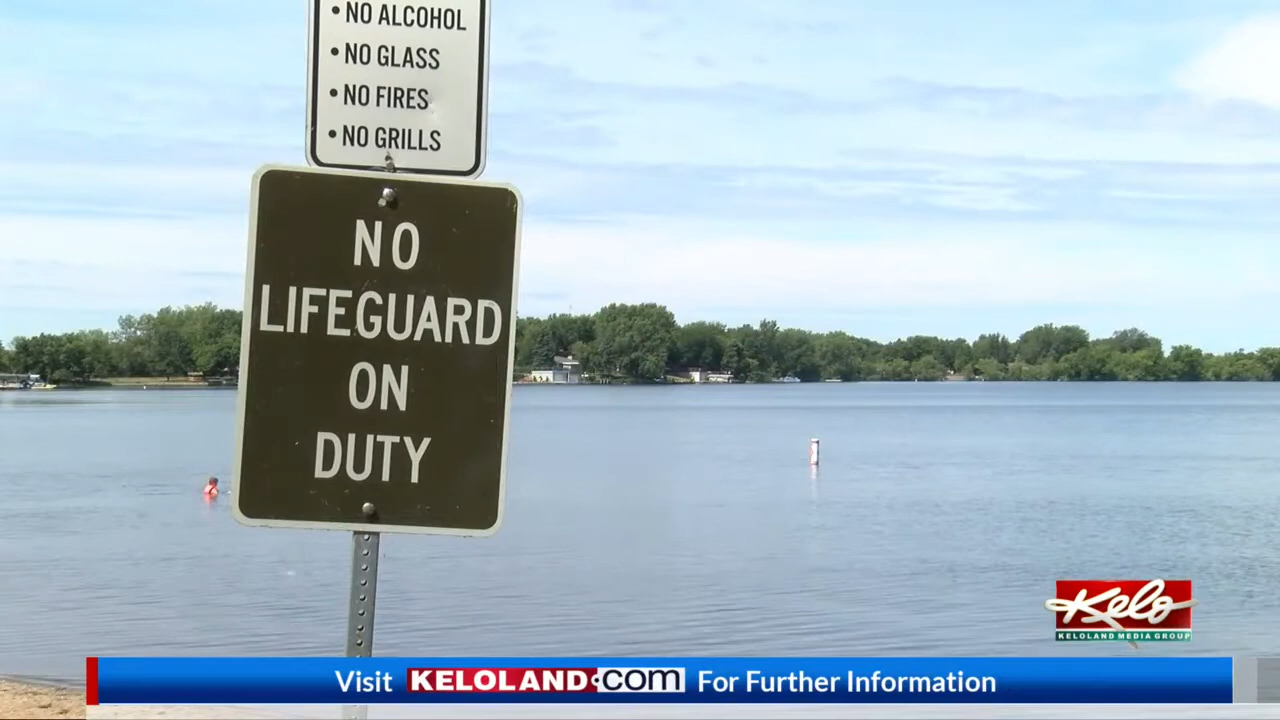 • NO ALCOHOL
• NO GLASS
• NO FIRES
• NO GRILLS
NO
LIFEGUARD
ON
DUTY
Kelo
KELOLAND MEDIA GROUP
Visit KELOLAND.com For Further Information